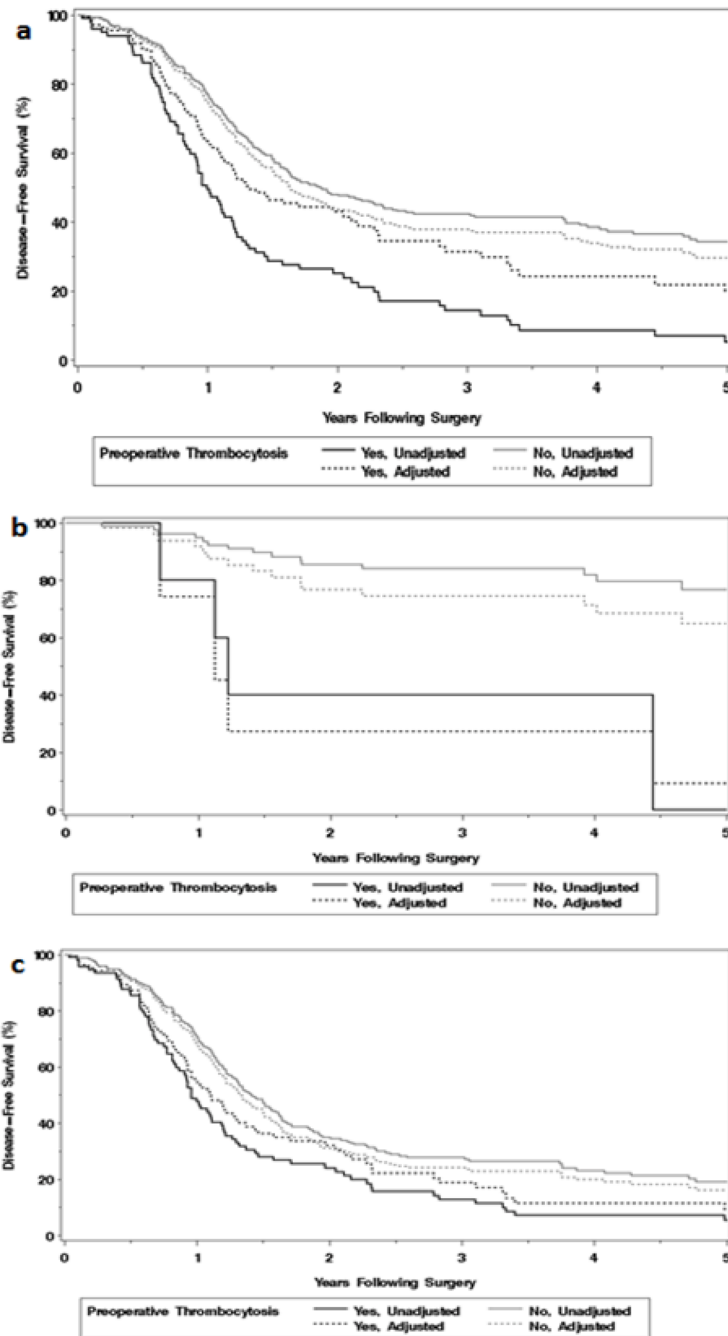 a
100
80
60
40
20
0
Disease-Free Survival (%)
0 1 2 3 4 5
Years Following Surgery
Preoperative Thrombocytosis Yes, Unadjusted No, Unadjusted
Yes, Adjusted No, Adjusted
b
100
80
60
40
20
0
Disease-Free Survival (%)
0 1 2 3 4 5
Years Following Surgery
Preoperative Thrombocytosis Yes, Unadjusted No, Unadjusted
Yes, Adjusted No, Adjusted
c
100
80
60
40
20
0
Disease-Free Survival (%)
0 1 2 3 4 5
Years Following Surgery
Preoperative Thrombocytosis Yes, Unadjusted No, Unadjusted
Yes, Adjusted No, Adjusted